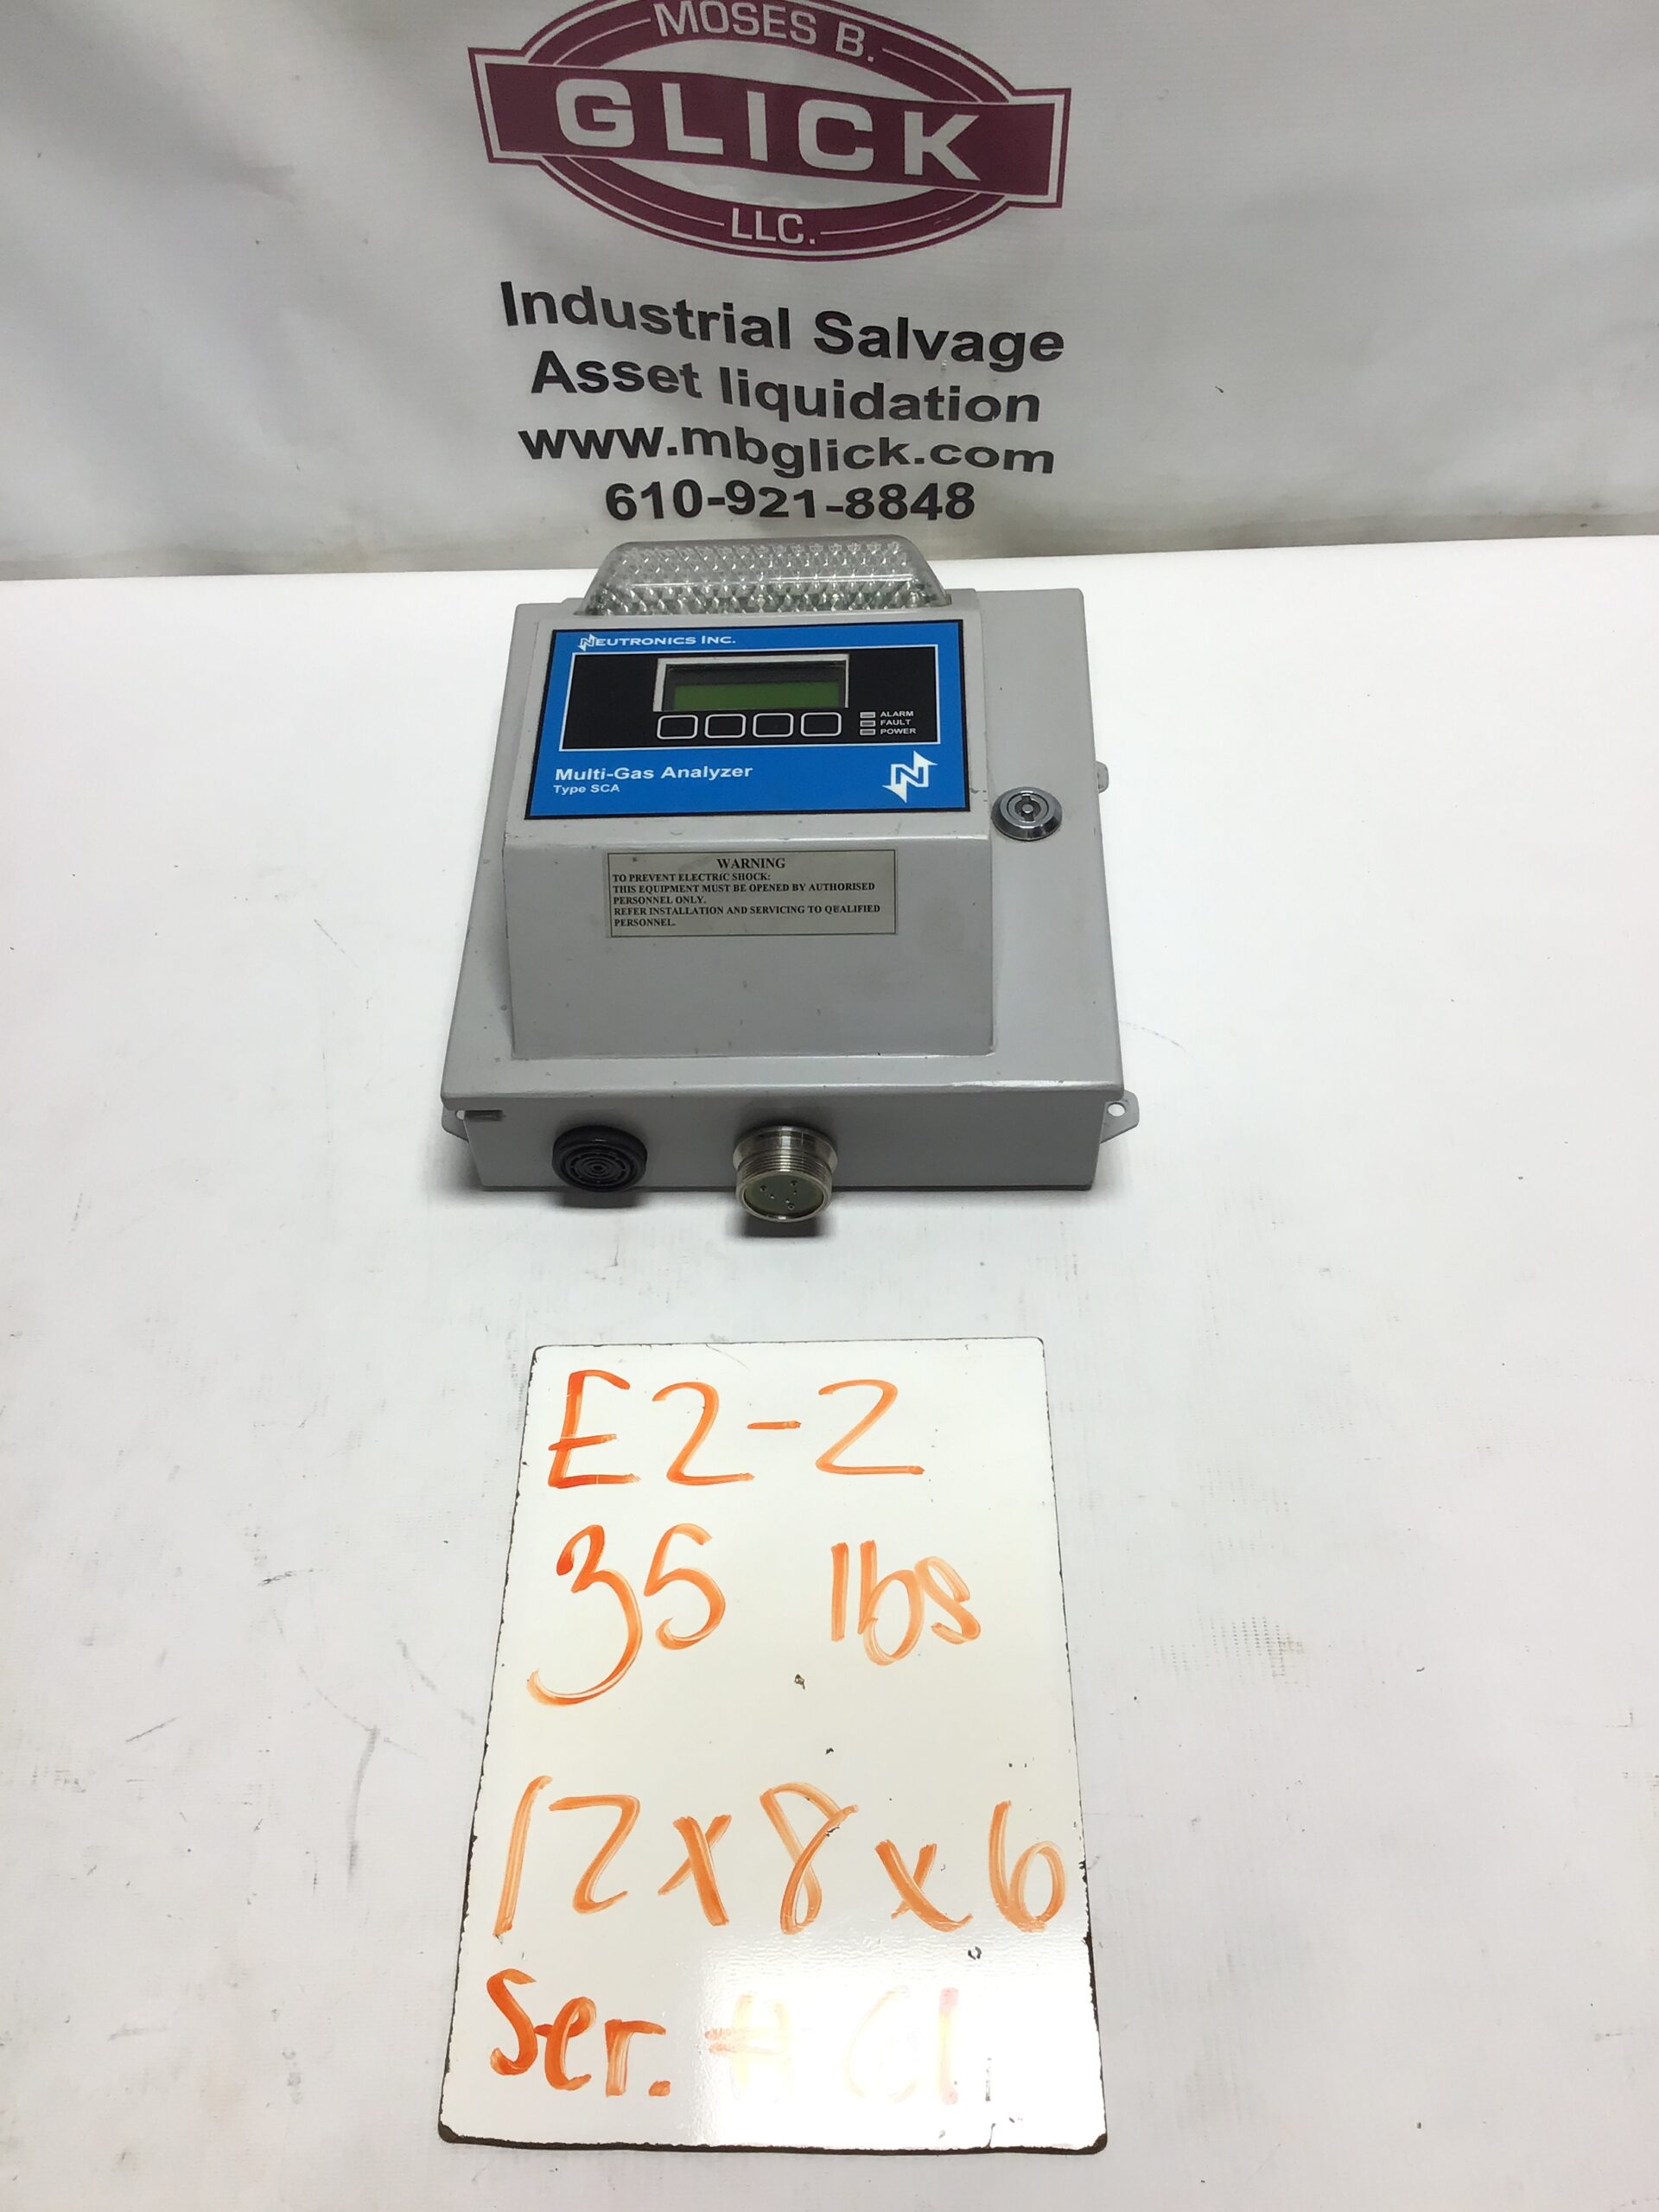 MOSES B.
GLICK
LLC.
Industrial Salvage
Asset liquidation
www.mbglick.com
610-921-8848
NEUTRONICS INC.
ALARM
FAULT
POWER
Multi-Gas Analyzer
Type SCA
N
WARNING
TO PREVENT ELECTRIC SHOCK:
THIS EQUIPMENT MUST BE OPENED BY AUTHORISED
PERSONNEL ONLY.
REFER INSTALLATION AND SERVICING TO QUALIFIED
PERSONNEL.
E2-2
35 lbs
12x8x6
Ser. #